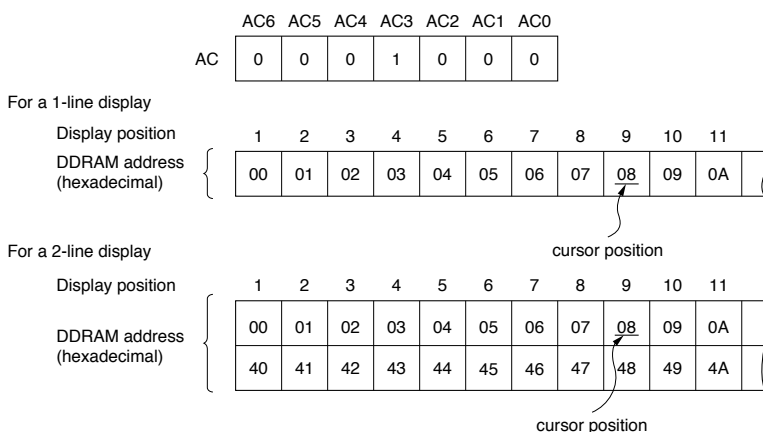 AC6 AC5 AC4 AC3 AC2 AC1 AC0
AC 0 0 0 1 0 0 0
For a 1-line display
Display position 1 2 3 4 5 6 7 8 9 10 11
DDRAM address
(hexadecimal)
00 01 02 03 04 05 06 07 08 09 0A
cursor position
For a 2-line display
Display position 1 2 3 4 5 6 7 8 9 10 11
DDRAM address
(hexadecimal)
00 01 02 03 04 05 06 07 08 09 0A
40 41 42 43 44 45 46 47 48 49 4A
cursor position